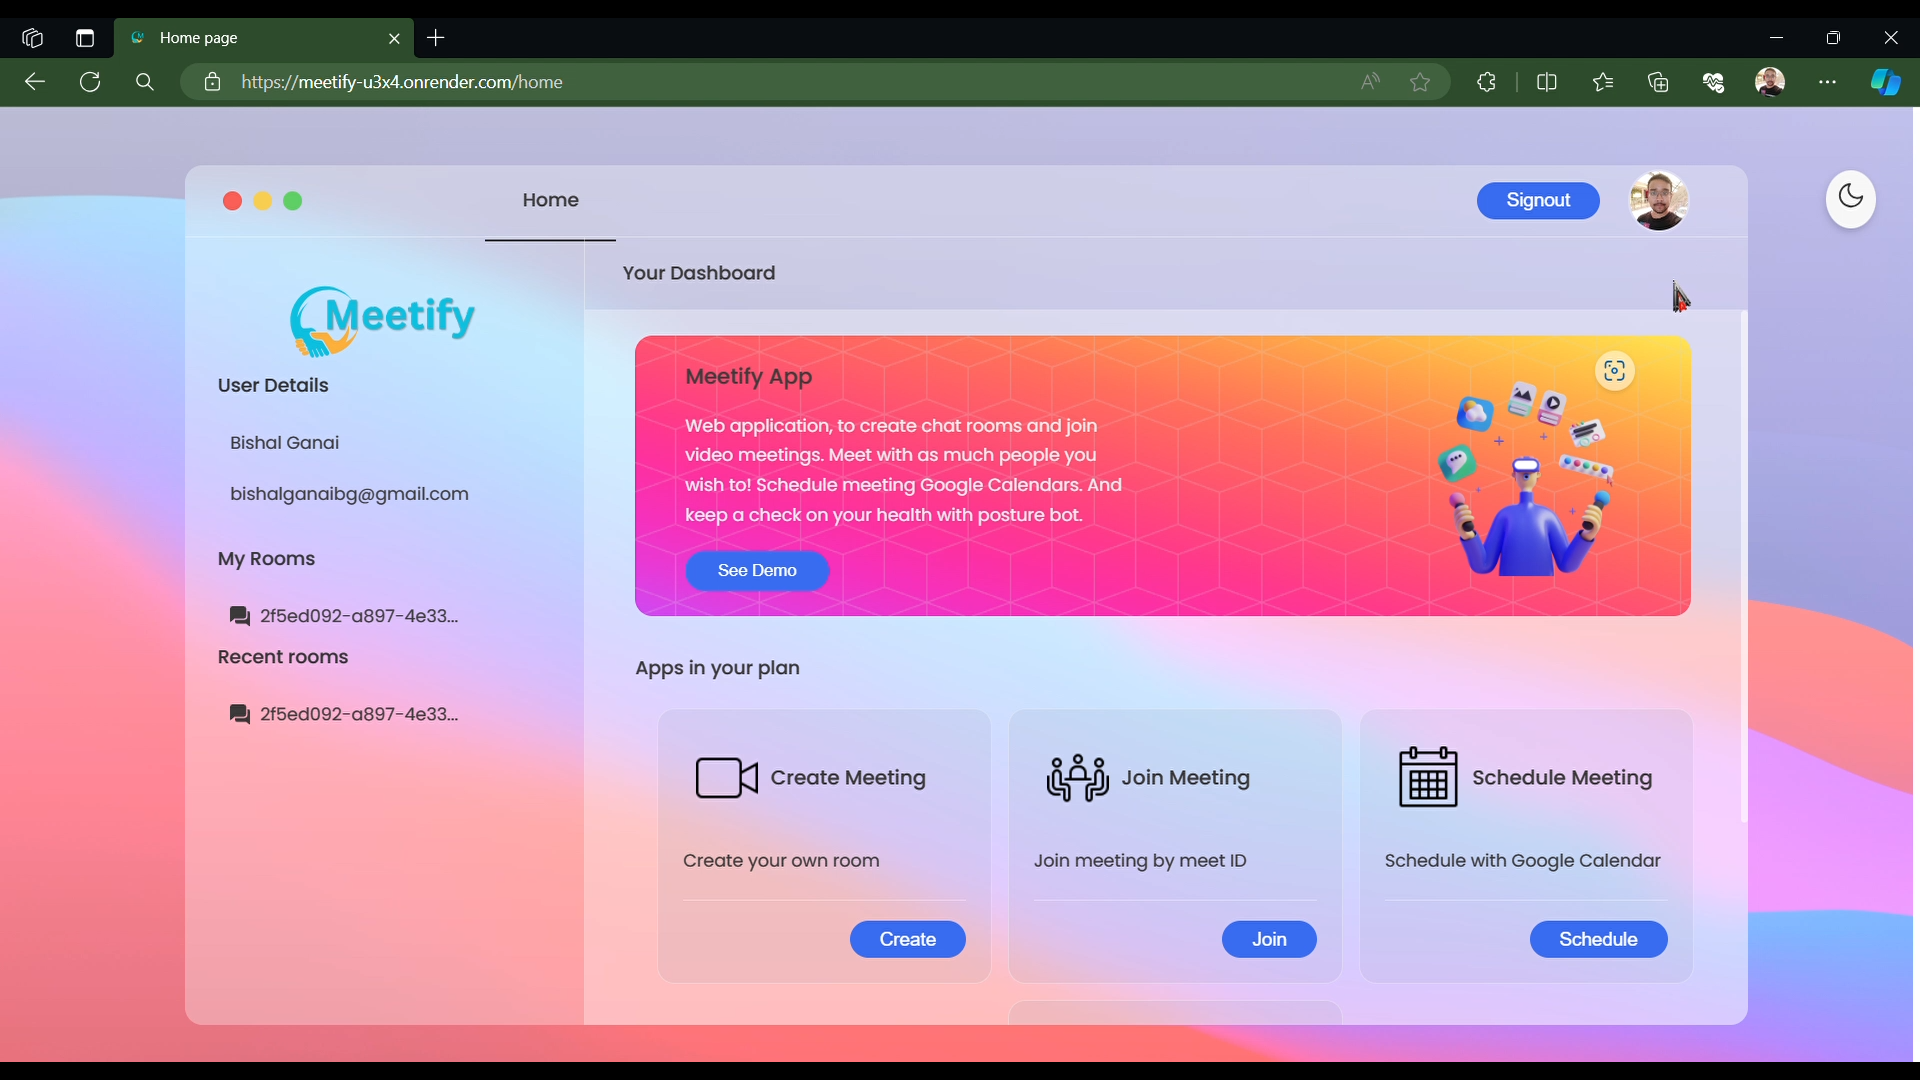 Home page
https://meetify-u3x4.onrender.com/home
Home
Signout
Meetify
Your Dashboard
User Details
Bishal Ganai
bishalganaibg@gmail.com
My Rooms
2f5ed092-a897-4e33...
Recent rooms
2f5ed092-a897-4e33...
Meetify App
Web application, to create chat rooms and join
video meetings. Meet with as much people you
wish to! Schedule meeting Google Calendars. And
keep a check on your health with posture bot.
See Demo
Apps in your plan
Create Meeting
Create your own room
Create
Join Meeting
Join meeting by meet ID
Join
Schedule Meeting
Schedule with Google Calendar
Schedule